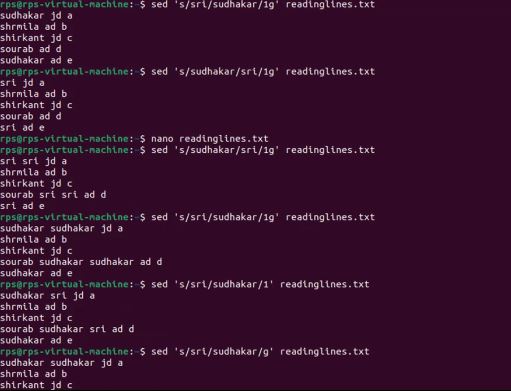 rps@rps-virtual-machine:~$ sed 's/sri/sudhakar/1g' readinglines.txt
sudhakar jd a
shrmila ad b
shirkant jd c
sourab ad d
sudhakar ad e
rps@rps-virtual-machine:~$ sed 's/sudhakar/sri/1g' readinglines.txt
sri jd a
shrmila ad b
shirkant jd c
sourab ad d
sri ad e
rps@rps-virtual-machine:~$ nano readinglines.txt
rps@rps-virtual-machine:~$ sed 's/sudhakar/sri/1g' readinglines.txt
sri sri jd a
shrmila ad b
shirkant jd c
sourab sri sri ad d
sri ad e
rps@rps-virtual-machine:~$ sed 's/sri/sudhakar/1g' readinglines.txt
sudhakar sudhakar jd a
shrmila ad b
shirkant jd c
sourab sudhakar sudhakar ad d
sudhakar ad e
rps@rps-virtual-machine:~$ sed 's/sri/sudhakar/1' readinglines.txt
sudhakar sri jd a
shrmila ad b
shirkant jd c
sourab sudhakar sri ad d
sudhakar ad e
rps@rps-virtual-machine:~$ sed 's/sri/sudhakar/g' readinglines.txt
sudhakar sudhakar jd a
shrmila ad b
shirkant jd c